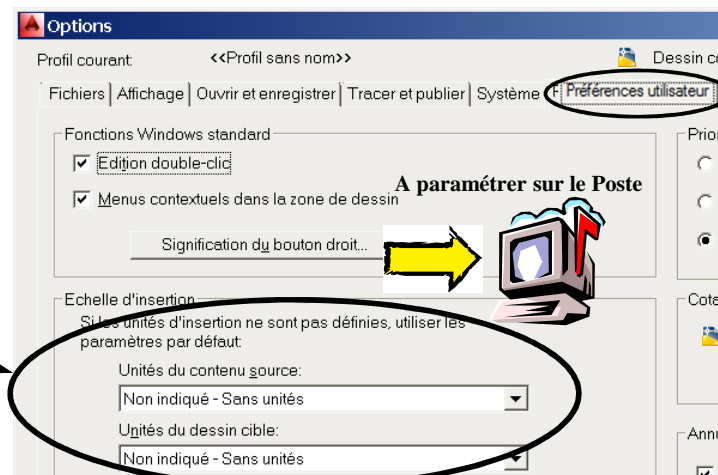 Options
Profil courant: <<Profil sans nom>> Dessin c
Fichiers Affichage Ouvrir et enregistrer Tracer et publier Système F Préférences utilisateur
Fonctions Windows standard
Edition double-clic
Menus contextuels dans la zone de dessin
A paramétrer sur le Poste
Signification du bouton droit...
Prior
Echelle d'insertion
Si les unités d'insertion ne sont pas définies, utiliser les
paramètres par défaut:
Unités du contenu source:
Non indiqué - Sans unités
Unités du dessin cible:
Non indiqué - Sans unités
Cota
Annu